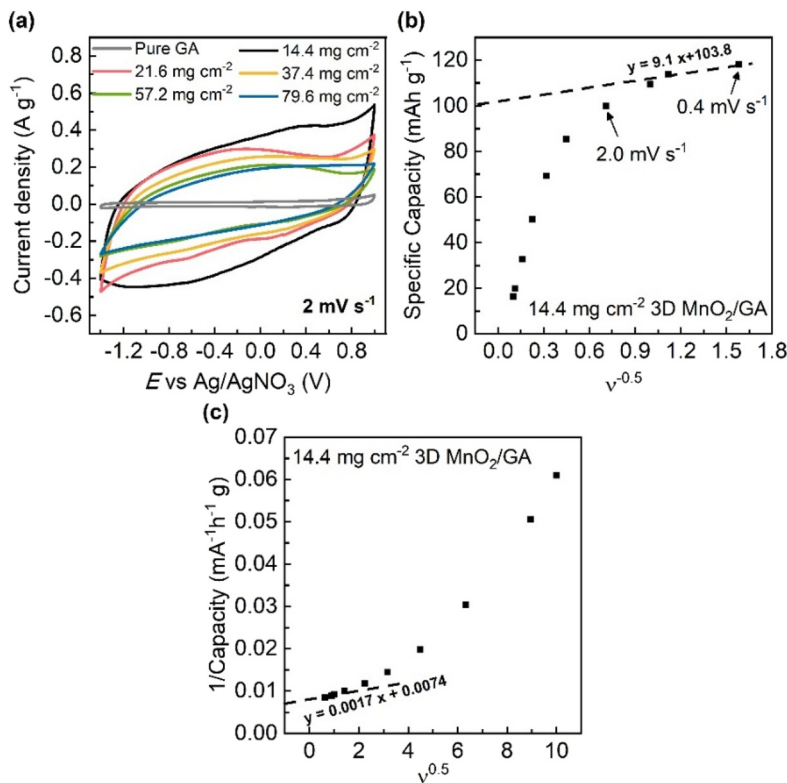 (a)
Pure GA
14.4 mg cm⁻²
21.6 mg cm⁻²
37.4 mg cm⁻²
57.2 mg cm⁻²
79.6 mg cm⁻²
Current density (A g⁻¹)
0.8
0.6
0.4
0.2
0.0
-0.2
-0.4
-0.6
2 mV s⁻¹
-1.2 -0.8 -0.4 0.0 0.4 0.8
E vs Ag/AgNO₃ (V)
(b)
Specific Capacity (mAh g⁻¹)
120
100
80
60
40
20
0
y = 9.1 x+103.8
0.4 mV s⁻¹
2.0 mV s⁻¹
14.4 mg cm⁻² 3D MnO₂/GA
0.0 0.3 0.6 0.9 1.2 1.5 1.8
ν⁻⁰·⁵
(c)
1/Capacity (mA⁻¹h⁻¹ g)
0.07
0.06
0.05
0.04
0.03
0.02
0.01
0.00
14.4 mg cm⁻² 3D MnO₂/GA
y = 0.0017 x + 0.0074
0 2 4 6 8 10
ν⁰·⁵